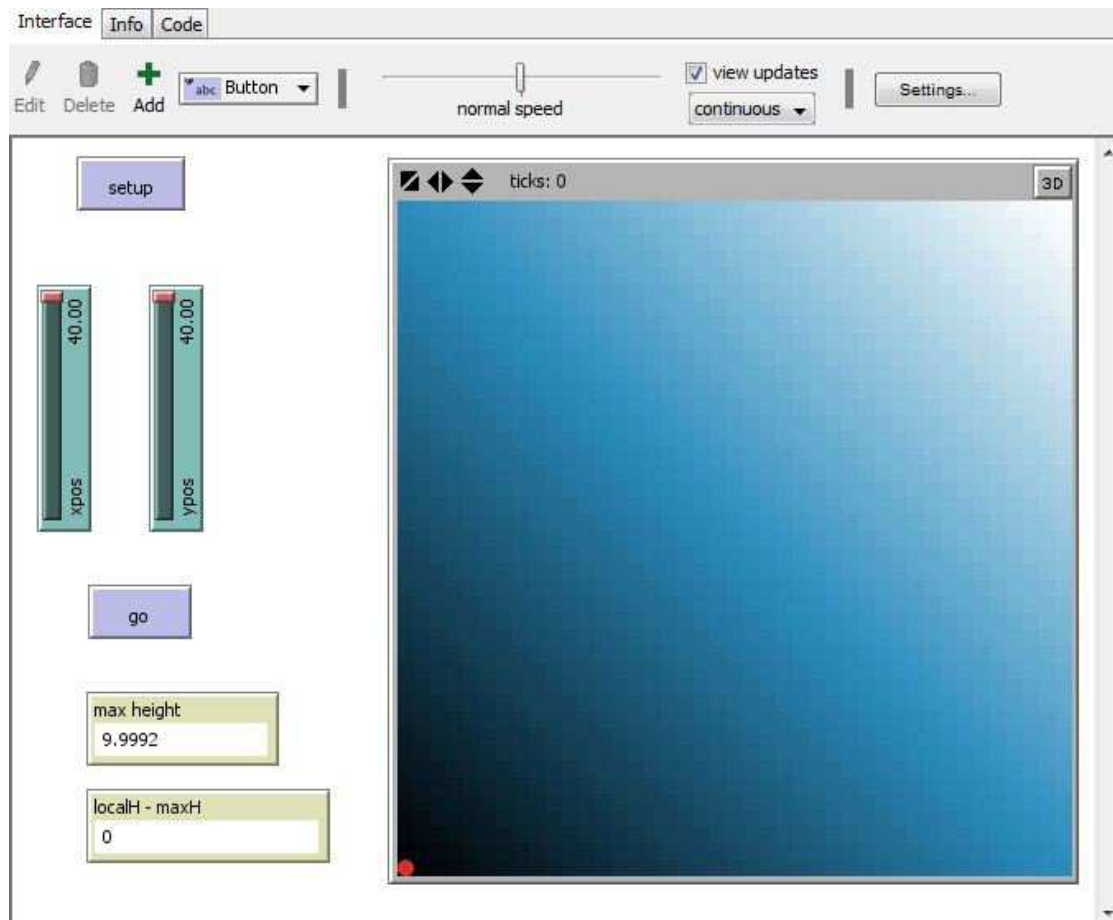 Interface Info Code
Edit Delete Add abc Button normal speed view updates continuous Settings...
setup
ticks: 0 3D
40.00 40.00
xpos ypos
go
max height
9.9992
localH - maxH
0